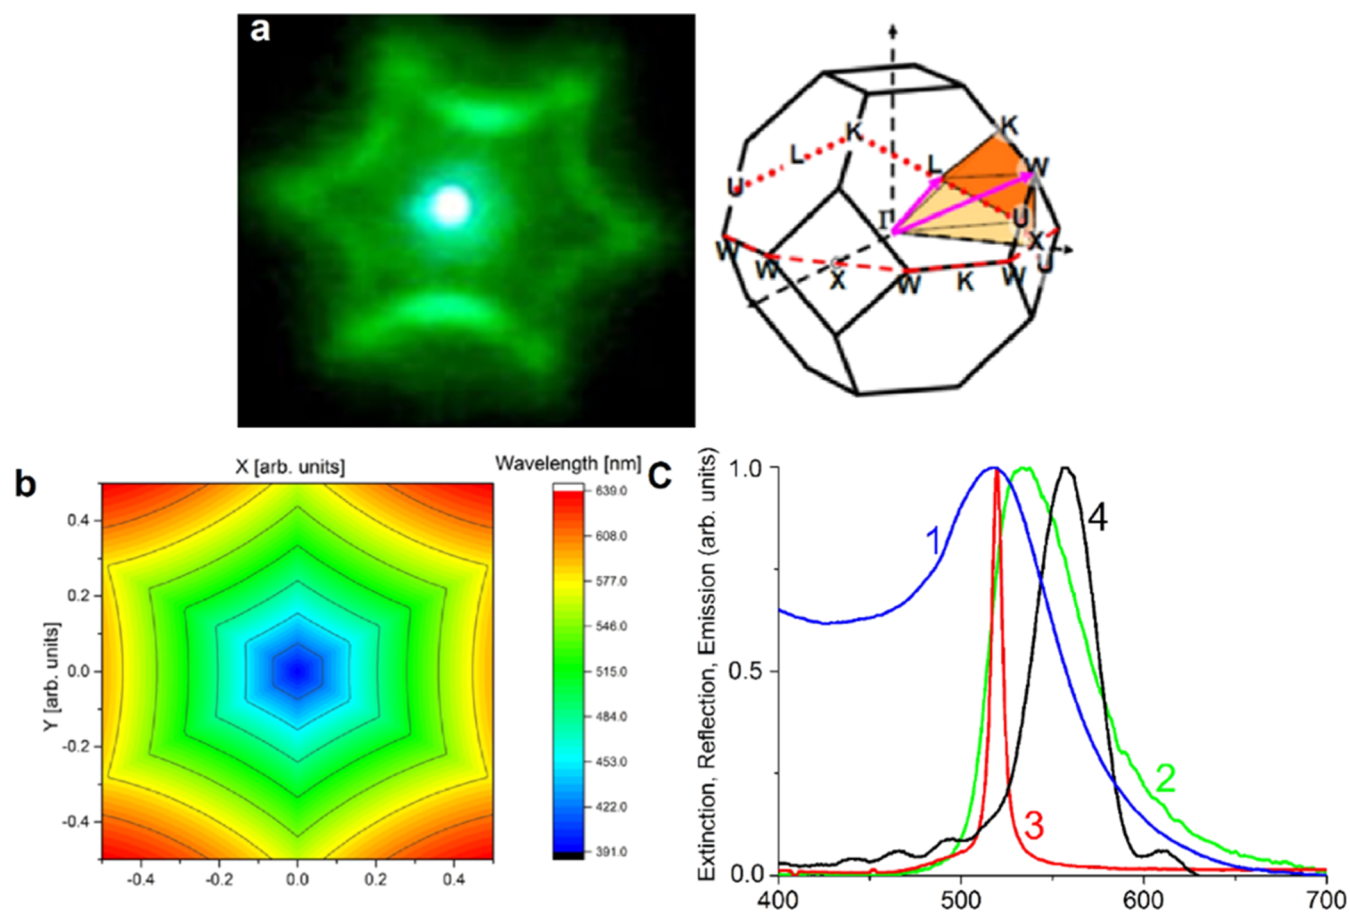 a
K
K
L
L
W
U
Γ
U
X
W
W
X
W
K
W
U
b
X [arb. units]
Wavelength [nm]
C
Y [arb. units]
0.4
0.2
0.0
-0.2
-0.4
-0.4
-0.2
0.0
0.2
0.4
639.0
608.0
577.0
546.0
515.0
484.0
453.0
422.0
391.0
Extinction, Reflection, Emission (arb. units)
1.0
0.5
0.0
1
4
2
3
400
500
600
700